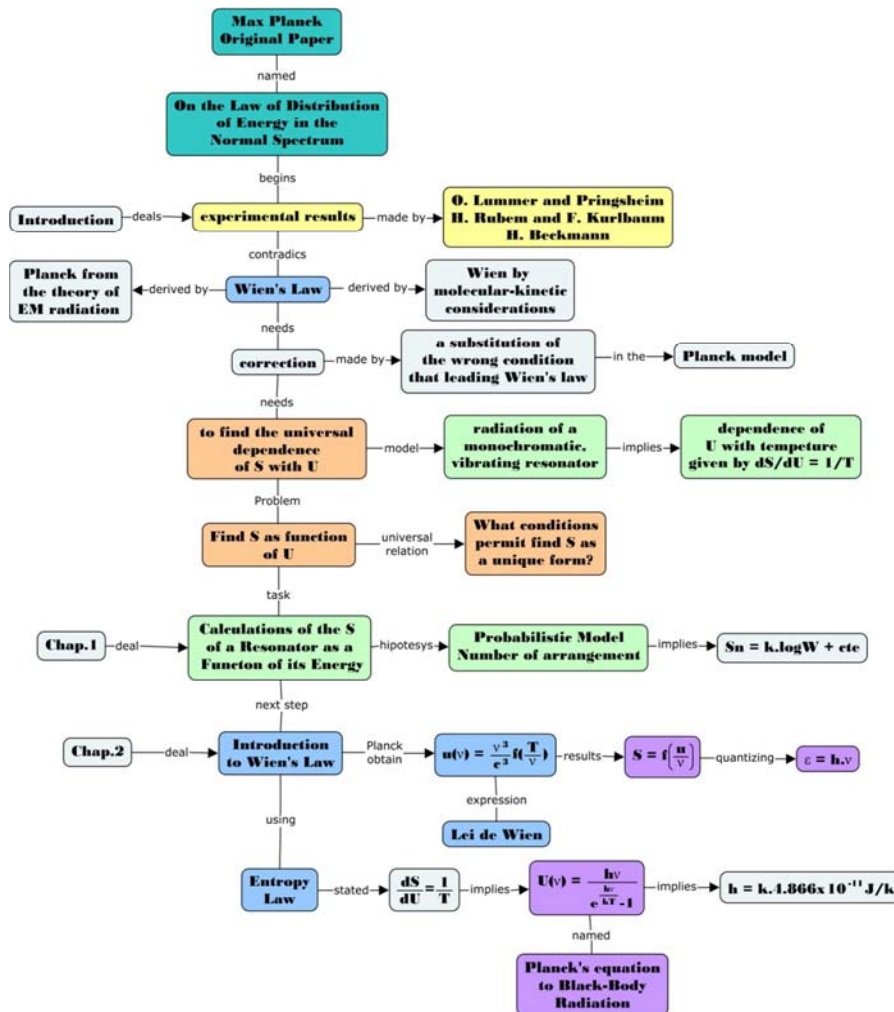 Max Planck
Original Paper
named
On the Law of Distribution
of Energy in the
Normal Spectrum
begins
Introduction
deals
experimental results
made by
O. Lummer and Pringsheim
H. Rubem and F. Kurlbaum
H. Beckmann
contradics
Planck from
the theory of
EM radiation
derived by
Wien's Law
derived by
Wien by
molecular-kinetic
considerations
needs
correction
made by
a substitution of
the wrong condition
that leading Wien's law
in the
Planck model
needs
to find the universal
dependence
of S with U
model
radiation of a
monochromatic,
vibrating resonator
implies
dependence of
U with tempeture
given by dS/dU = 1/T
Problem
Find S as function
of U
universal
relation
What conditions
permit find S as
a unique form?
task
Chap.1
deal
Calculations of the S
of a Resonator as a
Functon of its Energy
hipotesys
Probabilistic Model
Number of arrangement
implies
Sn = k.logW + cte
next step
Chap.2
deal
Introduction
to Wien's Law
Planck
obtain
u(ν) = ν³/c³ f(T/ν)
results
S = f(u/ν)
quantizing
ε = h.ν
expression
Lei de Wien
using
Entropy
Law
stated
dS/dU = 1/T
implies
U(ν) = hν/(e^(hν/kT) -1)
implies
h = k.4.866x10⁻¹¹J/k
named
Planck's equation
to Black-Body
Radiation